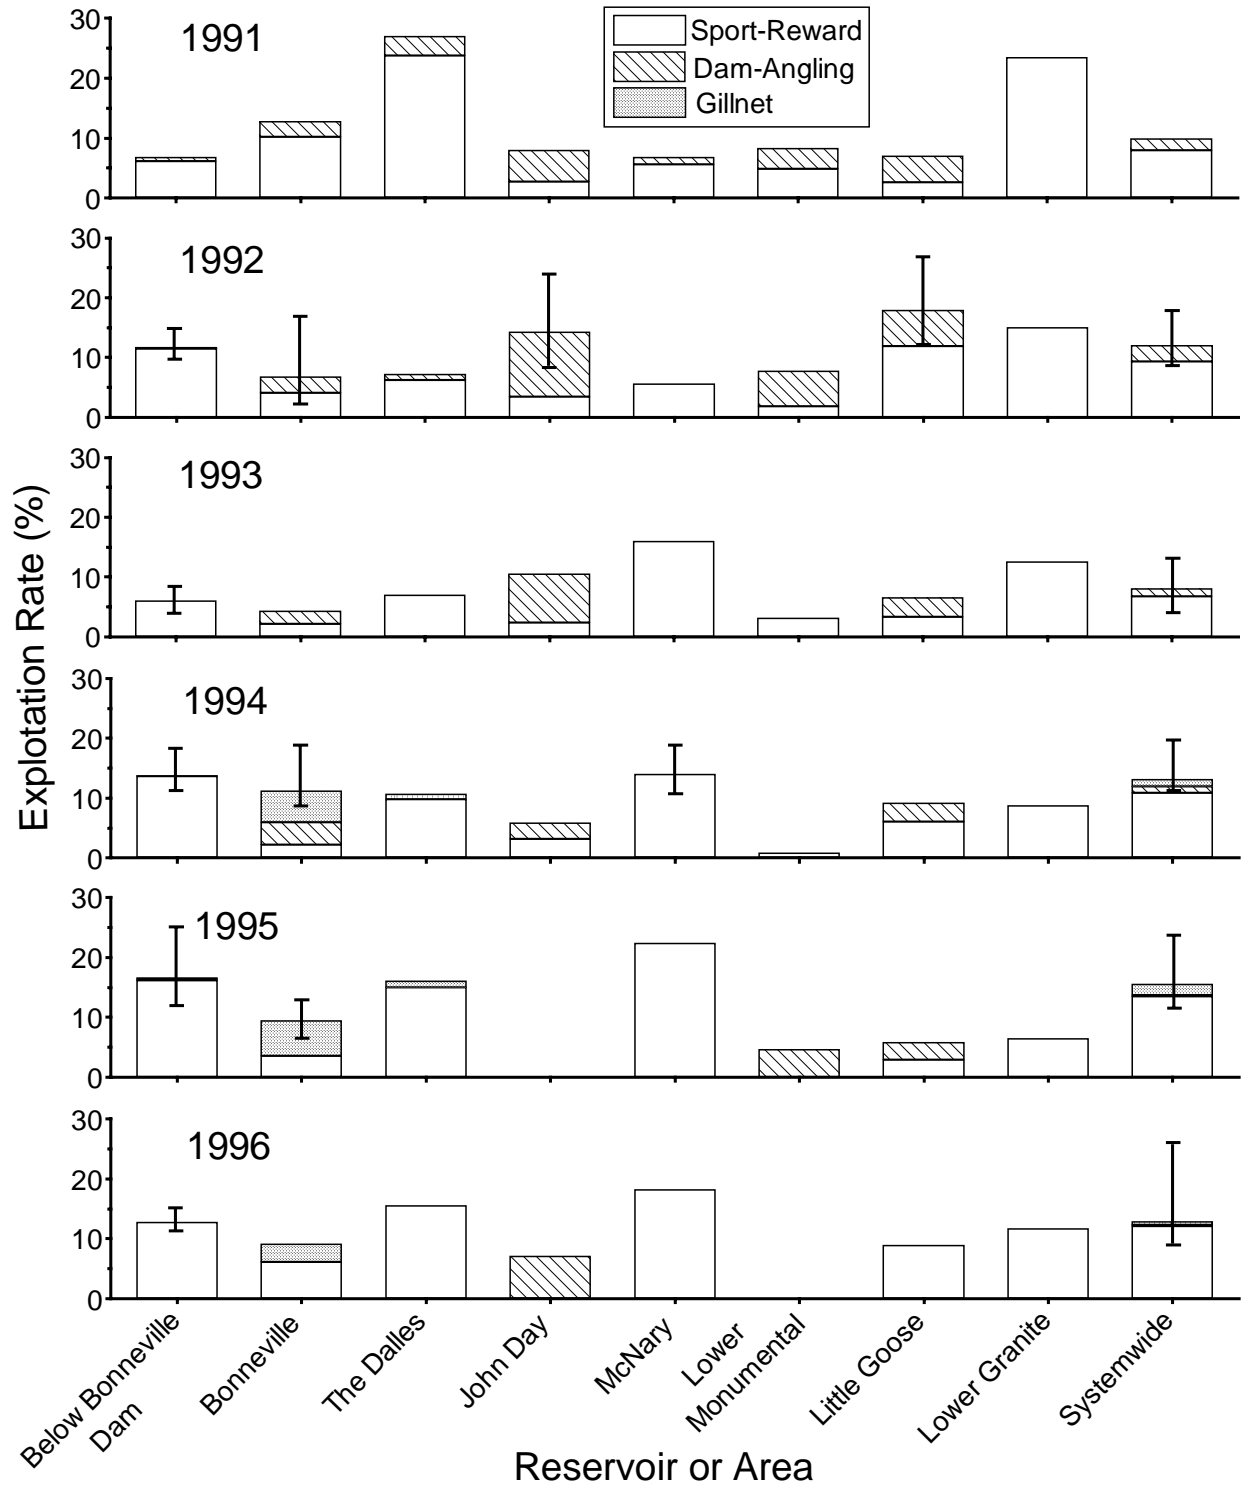 30
20
10
0
1991
Sport-Reward
Dam-Angling
Gillnet
30
20
10
0
1992
30
20
10
0
1993
30
20
10
0
1994
30
20
10
0
1995
30
20
10
0
1996
Explotation Rate (%)
Below Bonneville
Dam
Bonneville
The Dalles
John Day
McNary
Lower
Monumental
Little Goose
Lower Granite
Systemwide
Reservoir or Area